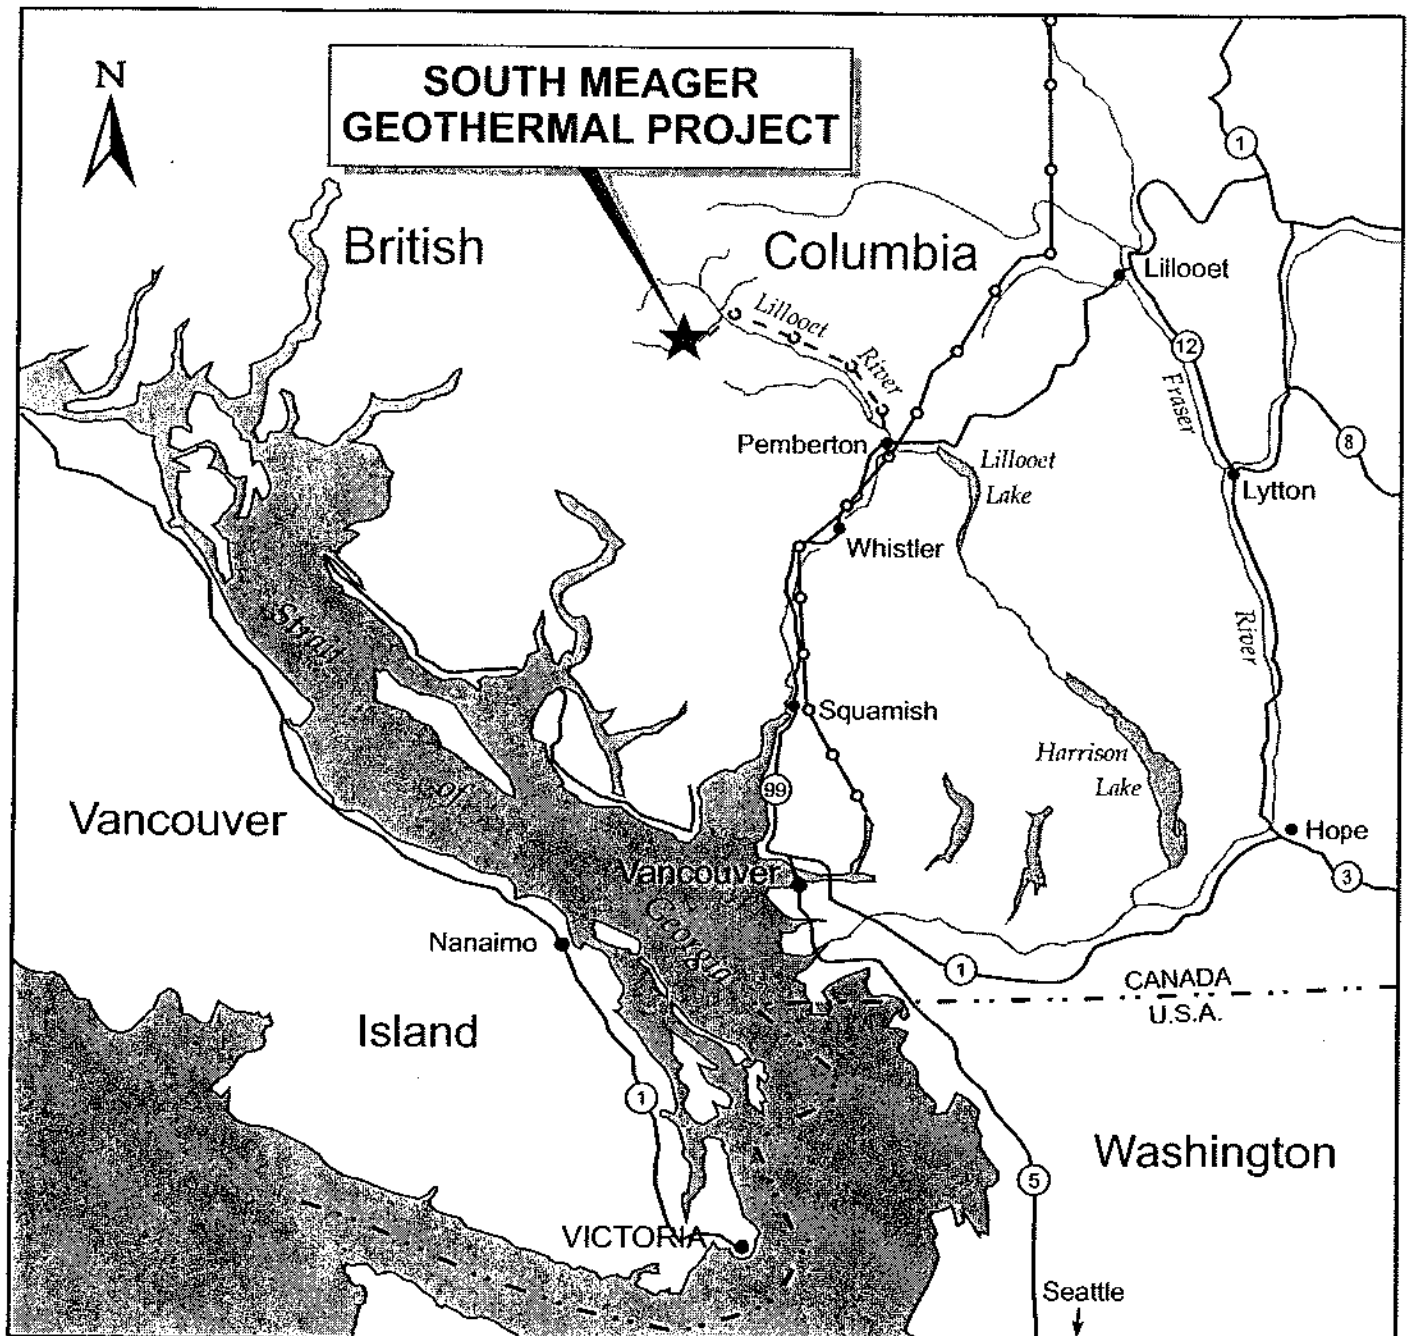 N
SOUTH MEAGER
GEOTHERMAL PROJECT
1
British
Columbia
Lillooet
Lillooet
River
12
Fraser
Pemberton
Lillooet
Lake
8
Lytton
Whistler
Strait
River
Squamish
Harrison
Lake
of
99
Vancouver
Hope
Vancouver
3
Georgia
Nanaimo
1
CANADA
U.S.A.
Island
1
Washington
5
VICTORIA
Seattle